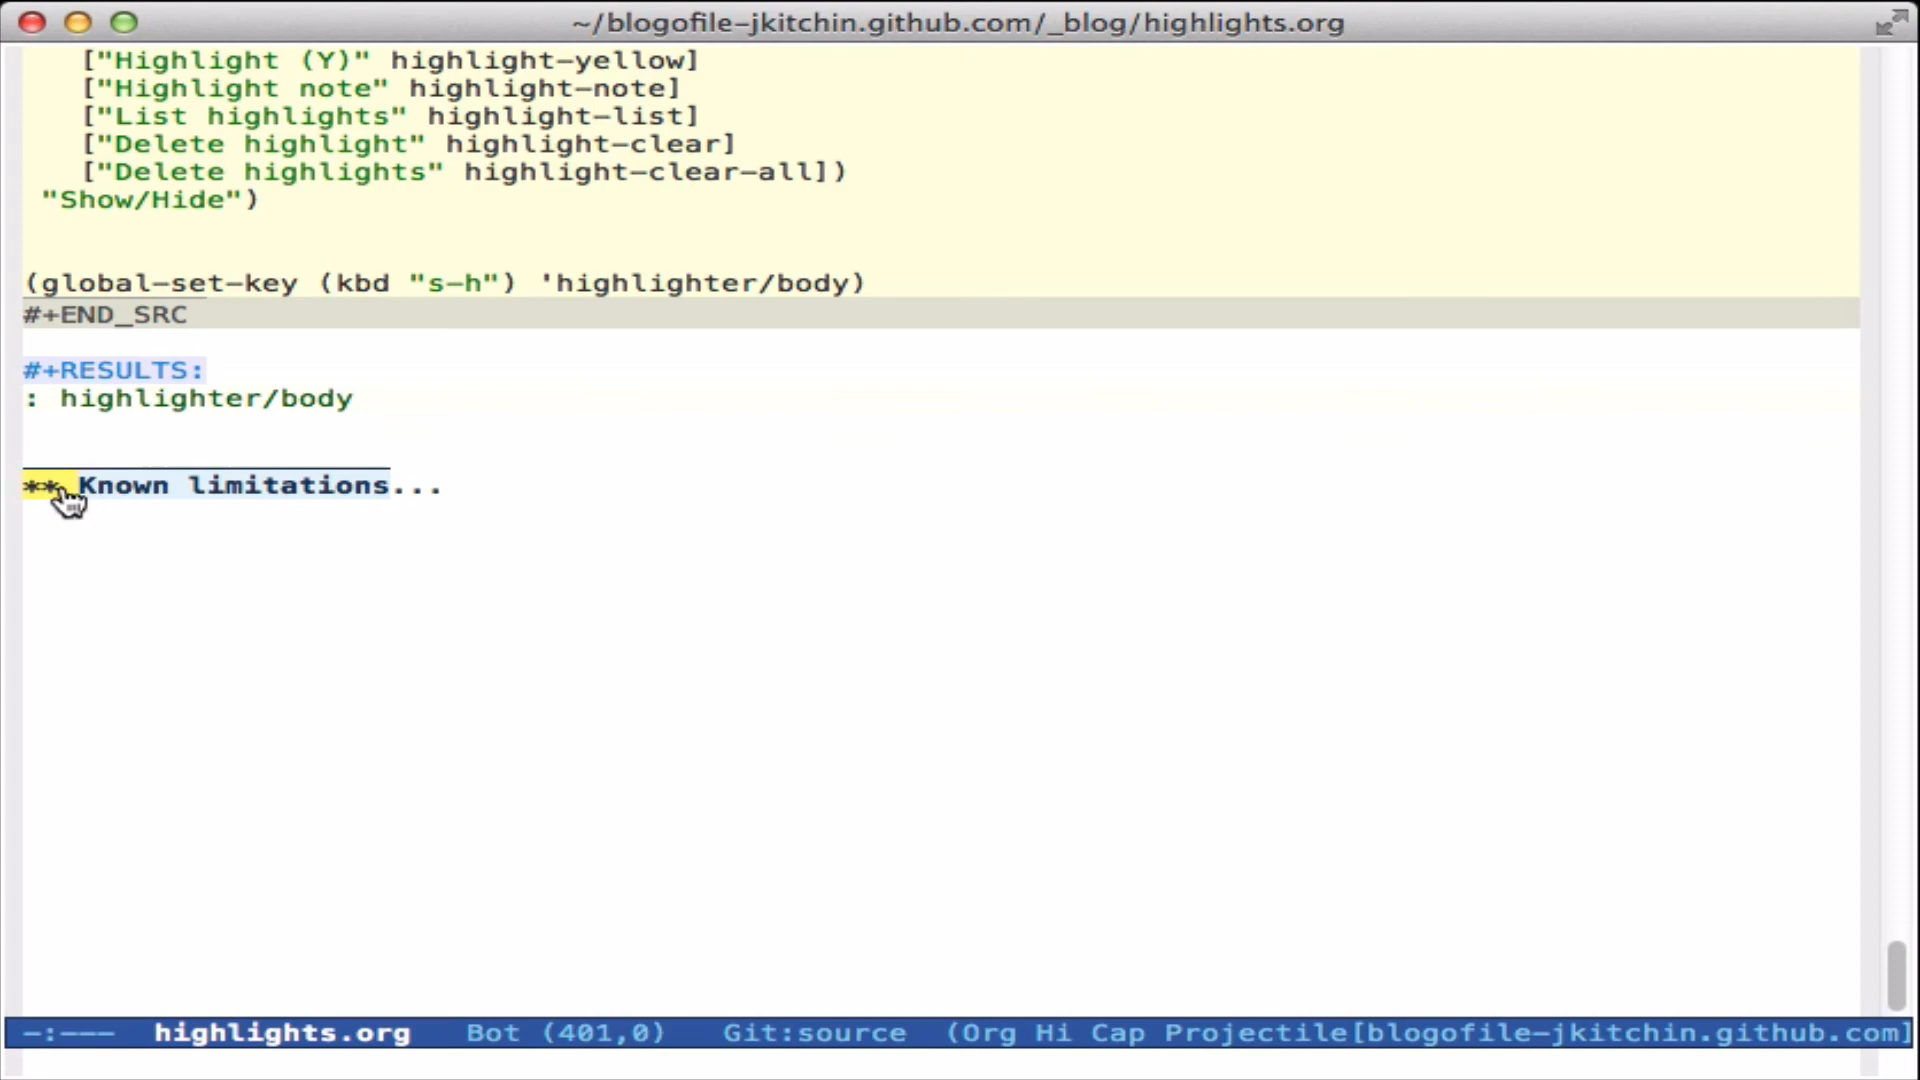 ~/blogofile-jkitchin.github.com/_blog/highlights.org
["Highlight (Y)" highlight-yellow]
["Highlight note" highlight-note]
["List highlights" highlight-list]
["Delete highlight" highlight-clear]
["Delete highlights" highlight-clear-all])
"Show/Hide")
(global-set-key (kbd "s-h") 'highlighter/body)
#+END_SRC
#+RESULTS:
: highlighter/body
** Known limitations...
-:--- highlights.org Bot (401,0) Git:source (Org Hi Cap Projectile[blogofile-jkitchin.github.com]